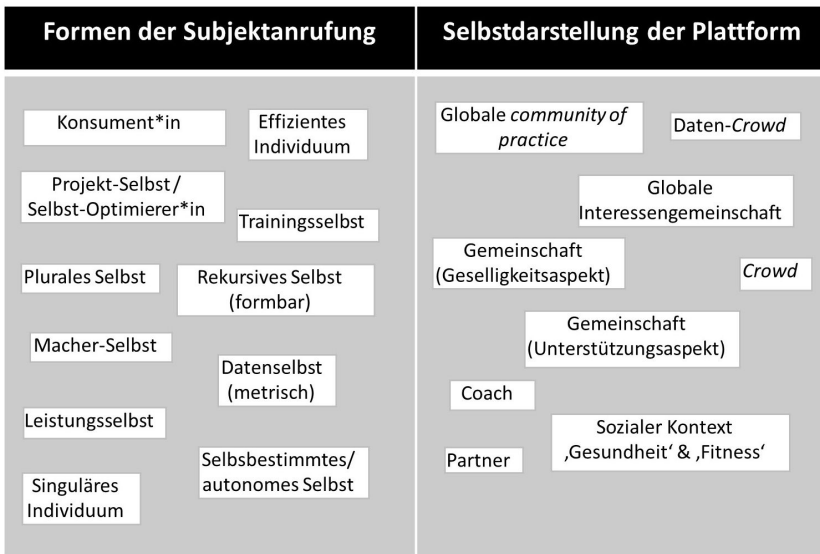 Formen der Subjektanrufung
Konsument*in
Effizientes
Individuum
Projekt-Selbst/
Selbst-Optimierer*in
Trainingsselbst
Plurales Selbst
Rekursives Selbst
(formbar)
Macher-Selbst
Datenselbst
(metrisch)
Leistungsselbst
Selbsbestimmtes/
autonomes Selbst
Singuläres
Individuum
Selbstdarstellung der Plattform
Globale community of
practice
Daten-Crowd
Globale
Interessengemeinschaft
Gemeinschaft
(Geselligkeitsaspekt)
Crowd
Gemeinschaft
(Unterstützungsaspekt)
Coach
Sozialer Kontext
‚Gesundheit‘ & ‚Fitness‘
Partner